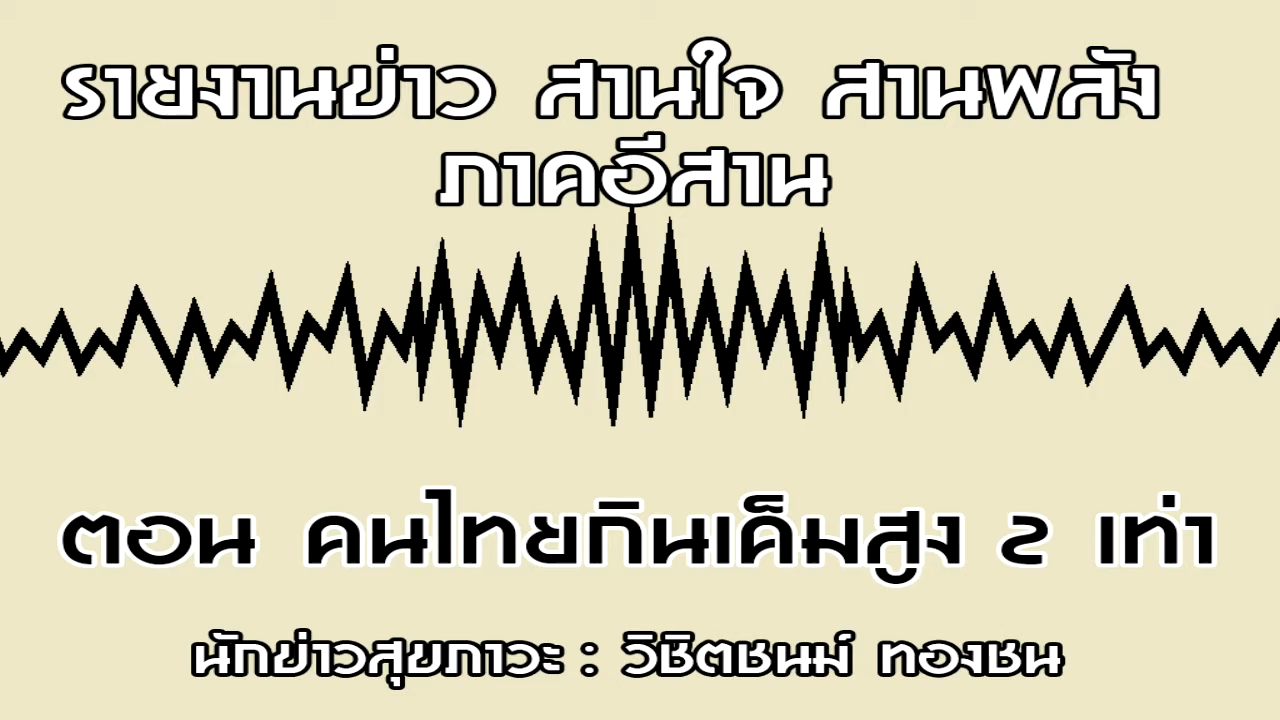 รายงานข่าว สานใจ สานพลัง
ภาคอีสาน
ตอน คนไทยกินเค็มสูง 2 เท่า
นักข่าวสุขภาวะ : วิชิตชนม์ ทองชน